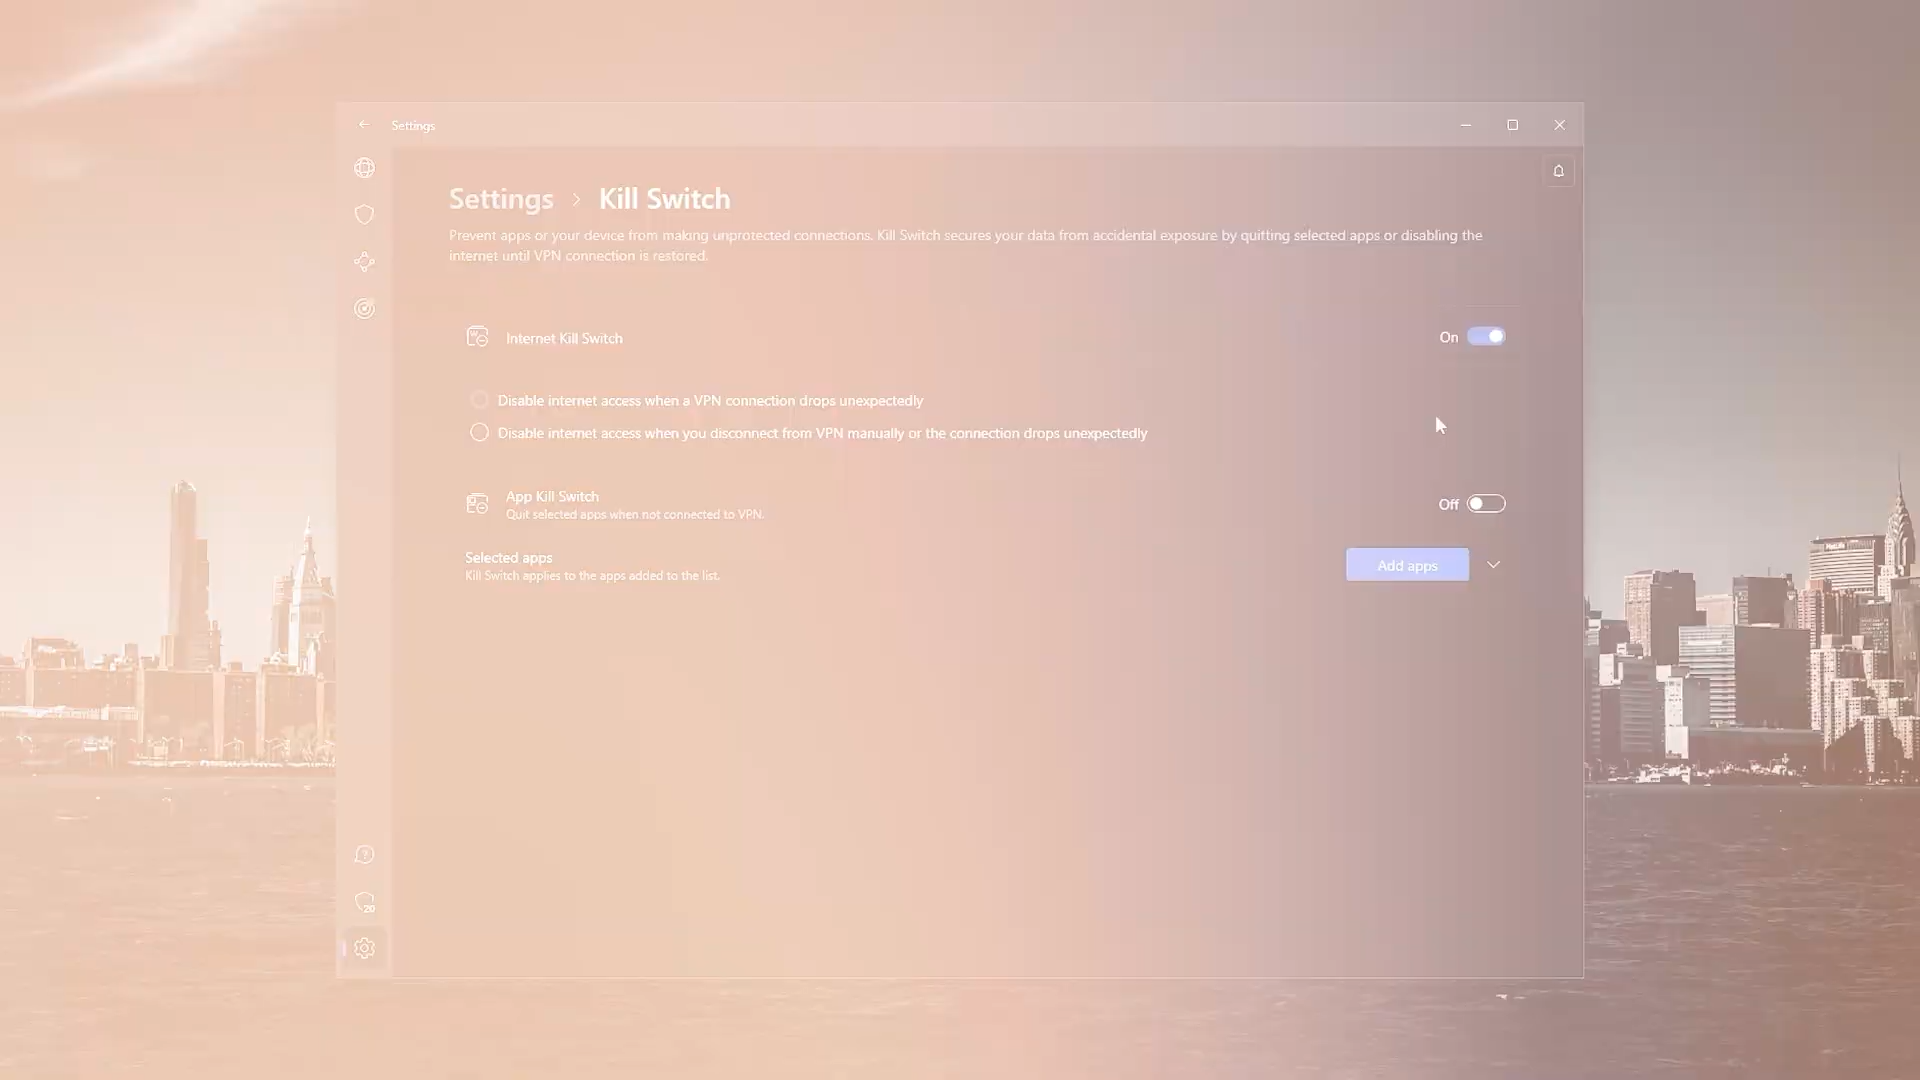 Settings
Settings > Kill Switch
Prevent apps or your device from making unprotected connections. Kill Switch secures your data from accidental exposure by quitting selected apps or disabling the
internet until VPN connection is restored.
Internet Kill Switch
On
Disable internet access when a VPN connection drops unexpectedly
Disable internet access when you disconnect from VPN manually or the connection drops unexpectedly
App Kill Switch
Off
Quit selected apps when not connected to VPN.
Selected apps
Add apps
Kill Switch applies to the apps added to the list.
MetLife
20